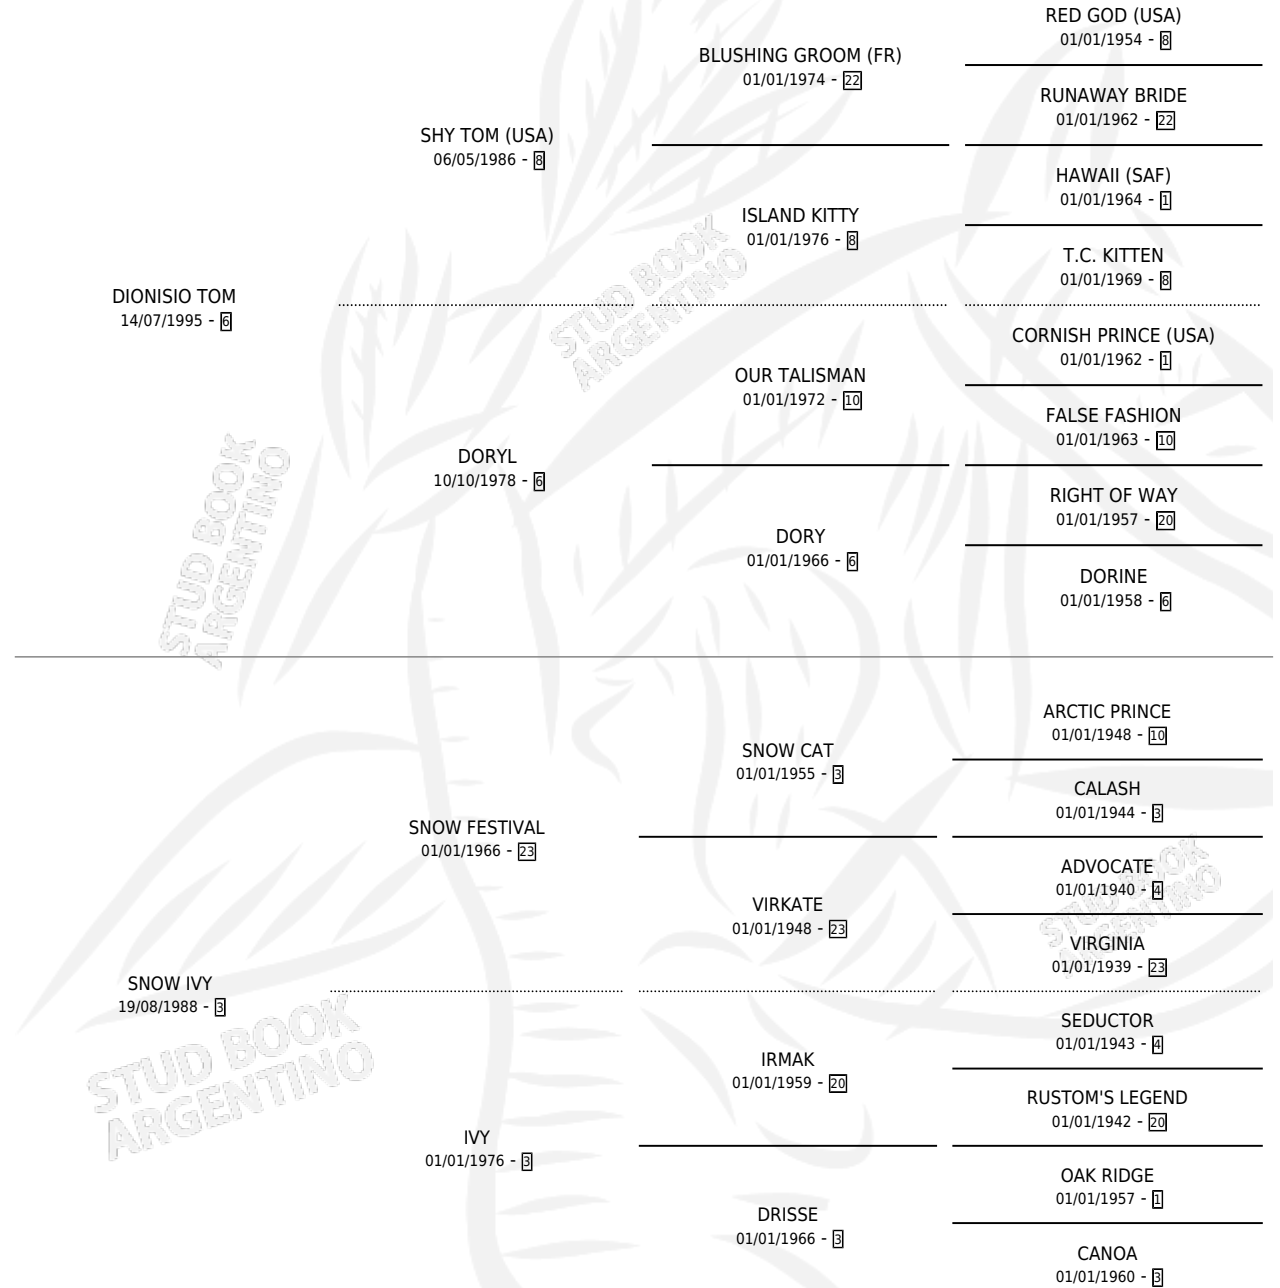 RED GOD (USA)
01/01/1954 - 8
BLUSHING GROOM (FR)
01/01/1974 - 22
RUNAWAY BRIDE
01/01/1962 - 22
SHY TOM (USA)
06/05/1986 - 8
HAWAII (SAF)
01/01/1964 - 1
ISLAND KITTY
01/01/1976 - 8
T.C. KITTEN
01/01/1969 - 8
DIONISIO TOM
14/07/1995 - 6
CORNISH PRINCE (USA)
01/01/1962 - 1
OUR TALISMAN
01/01/1972 - 10
FALSE FASHION
01/01/1963 - 10
DORYL
10/10/1978 - 6
RIGHT OF WAY
01/01/1957 - 20
DORY
01/01/1966 - 6
DORINE
01/01/1958 - 6
ARCTIC PRINCE
01/01/1948 - 10
SNOW CAT
01/01/1955 - 3
CALASH
01/01/1944 - 3
SNOW FESTIVAL
01/01/1966 - 23
ADVOCATE
01/01/1940 - 4
VIRKATE
01/01/1948 - 23
VIRGINIA
01/01/1939 - 23
SNOW IVY
19/08/1988 - 3
SEDUCTOR
01/01/1943 - 4
IRMAK
01/01/1959 - 20
RUSTOM'S LEGEND
01/01/1942 - 20
IVY
01/01/1976 - 3
OAK RIDGE
01/01/1957 - 1
DRISSE
01/01/1966 - 3
CANOA
01/01/1960 - 3
STUD BOOK
ARGENTINO
STUD BOOK
ARGENTINO
STUD BOOK
ARGENTINO
STUD BOOK
ARGENTINO